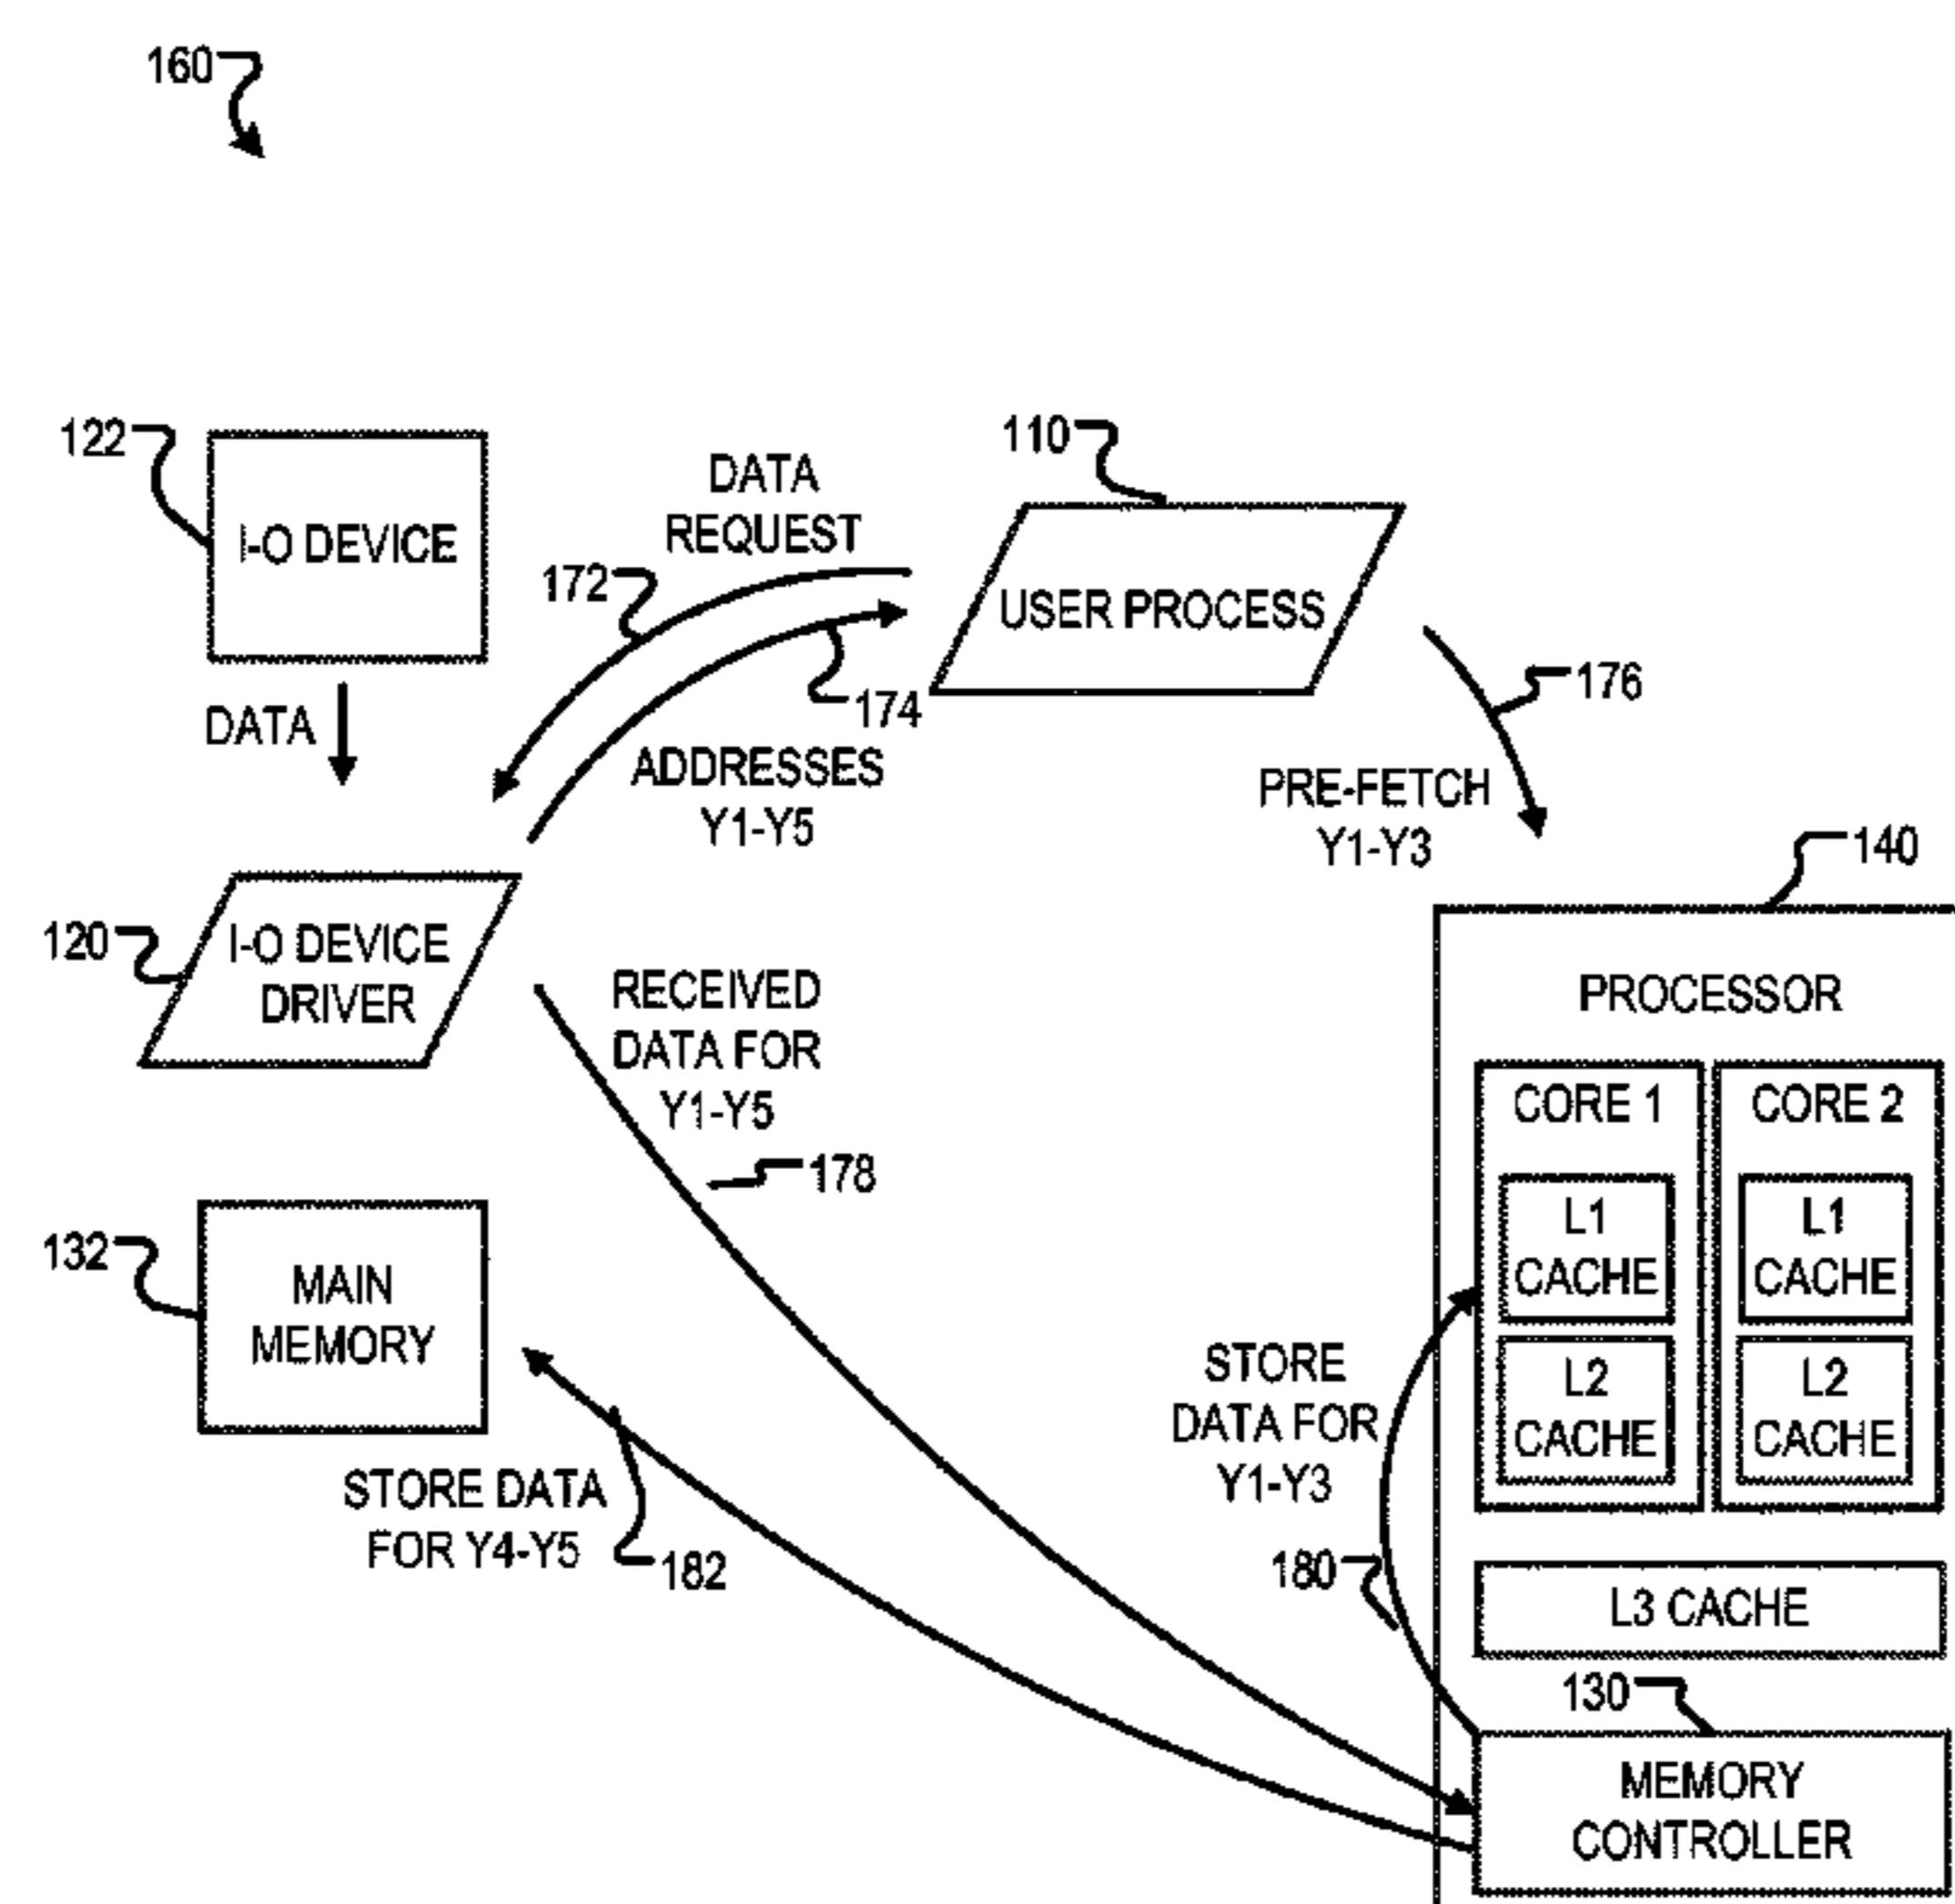 160
122
I-O DEVICE
DATA
DATA
REQUEST
172
110
USER PROCESS
174
ADDRESSES
Y1-Y5
176
PRE-FETCH
Y1-Y3
120
I-O DEVICE
DRIVER
RECEIVED
DATA FOR
Y1-Y5
178
132
MAIN
MEMORY
STORE DATA
FOR Y4-Y5
182
140
PROCESSOR
CORE 1
L1
CACHE
L2
CACHE
CORE 2
L1
CACHE
L2
CACHE
STORE
DATA FOR
Y1-Y3
180
L3 CACHE
130
MEMORY
CONTROLLER